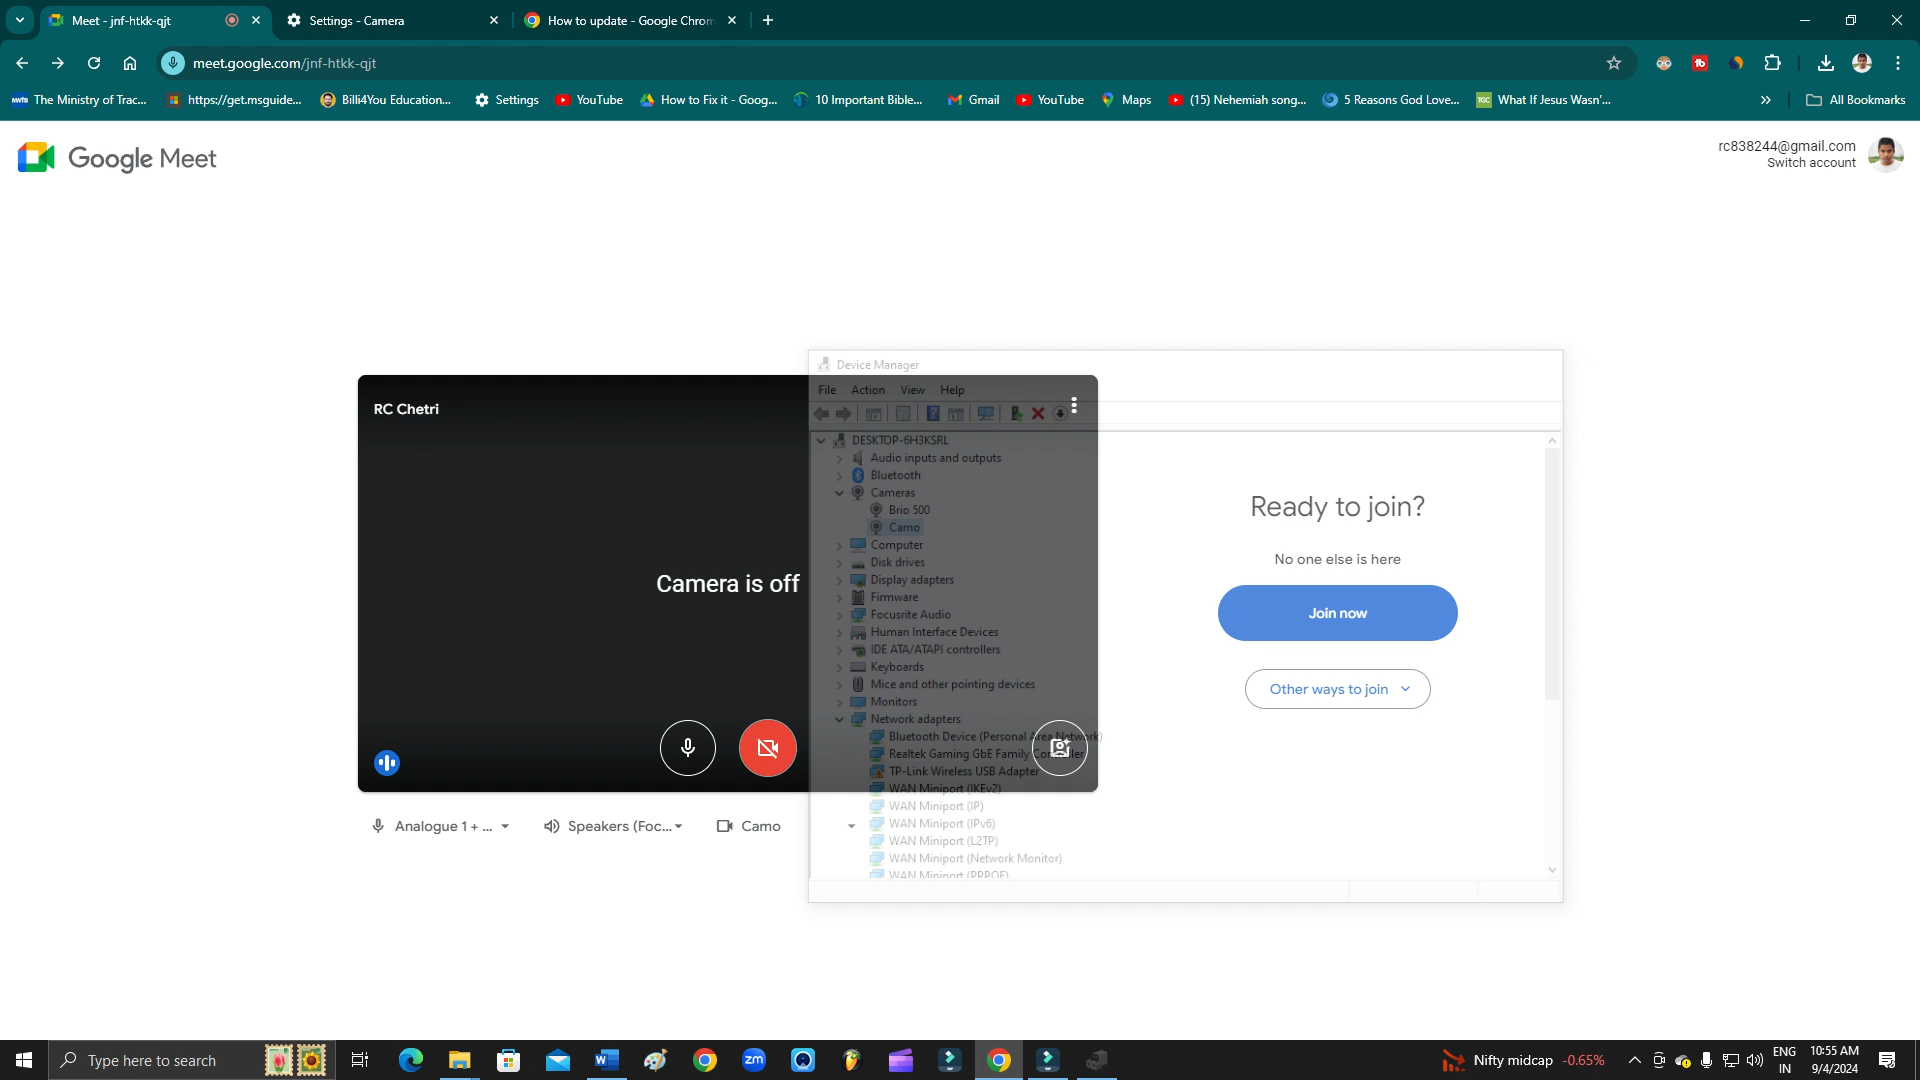 Meet - jnf-htkk-qjt
Settings - Camera
How to update - Google Chrom
meet.google.com/jnf-htkk-qjt
MWTB The Ministry of Trac...
https://get.msguide...
Billi4You Education...
Settings
YouTube
How to Fix it - Goog...
10 Important Bible...
Gmail
YouTube
Maps
(15) Nehemiah song...
5 Reasons God Love...
TGC What If Jesus Wasn'...
All Bookmarks
Google Meet
rc838244@gmail.com
Switch account
Device Manager
File Action View Help
RC Chetri
DESKTOP-6H3KSRL
Audio inputs and outputs
Bluetooth
Cameras
Brio 500
Camo
Computer
Disk drives
Display adapters
Firmware
Focusrite Audio
Human Interface Devices
IDE ATA/ATAPI controllers
Keyboards
Mice and other pointing devices
Monitors
Network adapters
Bluetooth Device (Personal Area Network)
Realtek Gaming GbE Family Controller
TP-Link Wireless USB Adapter
WAN Miniport (IKEv2)
WAN Miniport (IP)
WAN Miniport (IPv6)
WAN Miniport (L2TP)
WAN Miniport (Network Monitor)
WAN Miniport (PPPOE)
Camera is off
Analogue 1 + ...
Speakers (Foc...
Camo
Ready to join?
No one else is here
Join now
Other ways to join
Type here to search
Nifty midcap -0.65%
ENG
IN
10:55 AM
9/4/2024